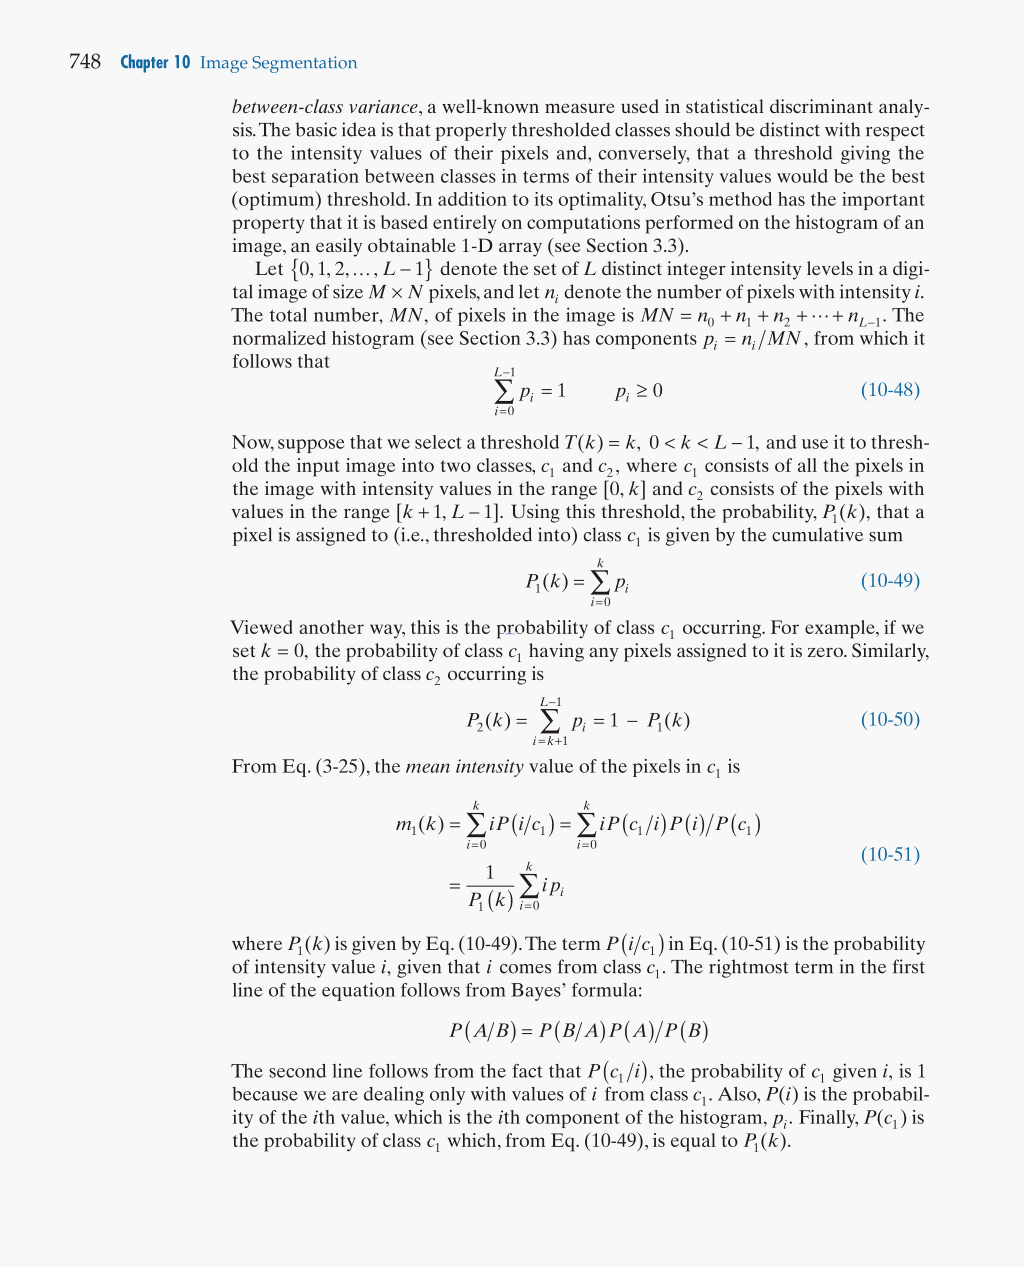 748 Chapter 10 Image Segmentation
between-class variance, a well-known measure used in statistical discriminant analy-
sis. The basic idea is that properly thresholded classes should be distinct with respect
to the intensity values of their pixels and, conversely, that a threshold giving the
best separation between classes in terms of their intensity values would be the best
(optimum) threshold. In addition to its optimality, Otsu's method has the important
property that it is based entirely on computations performed on the histogram of an
image, an easily obtainable 1-D array (see Section 3.3).
Let {0, 1, 2, …, L − 1} denote the set of L distinct integer intensity levels in a digi-
tal image of size M × N pixels, and let n_i denote the number of pixels with intensity i.
The total number, MN, of pixels in the image is MN = n_0 + n_1 + n_2 + ⋯ + n_{L−1}. The
normalized histogram (see Section 3.3) has components p_i = n_i/MN, from which it
follows that
∑_{i=0}^{L−1} p_i = 1 p_i ≥ 0 (10-48)
Now, suppose that we select a threshold T(k) = k, 0 < k < L − 1, and use it to thresh-
old the input image into two classes, c_1 and c_2, where c_1 consists of all the pixels in
the image with intensity values in the range [0, k] and c_2 consists of the pixels with
values in the range [k + 1, L − 1]. Using this threshold, the probability, P_1(k), that a
pixel is assigned to (i.e., thresholded into) class c_1 is given by the cumulative sum
P_1(k) = ∑_{i=0}^{k} p_i (10-49)
Viewed another way, this is the probability of class c_1 occurring. For example, if we
set k = 0, the probability of class c_1 having any pixels assigned to it is zero. Similarly,
the probability of class c_2 occurring is
P_2(k) = ∑_{i=k+1}^{L−1} p_i = 1 − P_1(k) (10-50)
From Eq. (3-25), the mean intensity value of the pixels in c_1 is
m_1(k) = ∑_{i=0}^{k} iP(i/c_1) = ∑_{i=0}^{k} iP(c_1/i)P(i)/P(c_1)
(10-51)
= \frac{1}{P_1(k)} ∑_{i=0}^{k} ip_i
where P_1(k) is given by Eq. (10-49). The term P(i/c_1) in Eq. (10-51) is the probability
of intensity value i, given that i comes from class c_1. The rightmost term in the first
line of the equation follows from Bayes' formula:
P(A/B) = P(B/A)P(A)/P(B)
The second line follows from the fact that P(c_1/i), the probability of c_1 given i, is 1
because we are dealing only with values of i from class c_1. Also, P(i) is the probabil-
ity of the ith value, which is the ith component of the histogram, p_i. Finally, P(c_1) is
the probability of class c_1 which, from Eq. (10-49), is equal to P_1(k).